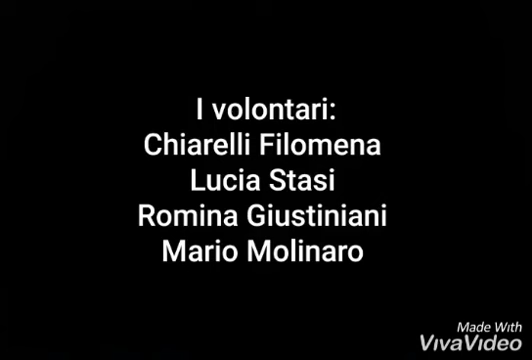 I volontari:
Chiarelli Filomena
Lucia Stasi
Romina Giustiniani
Mario Molinaro
Made With
VivaVideo